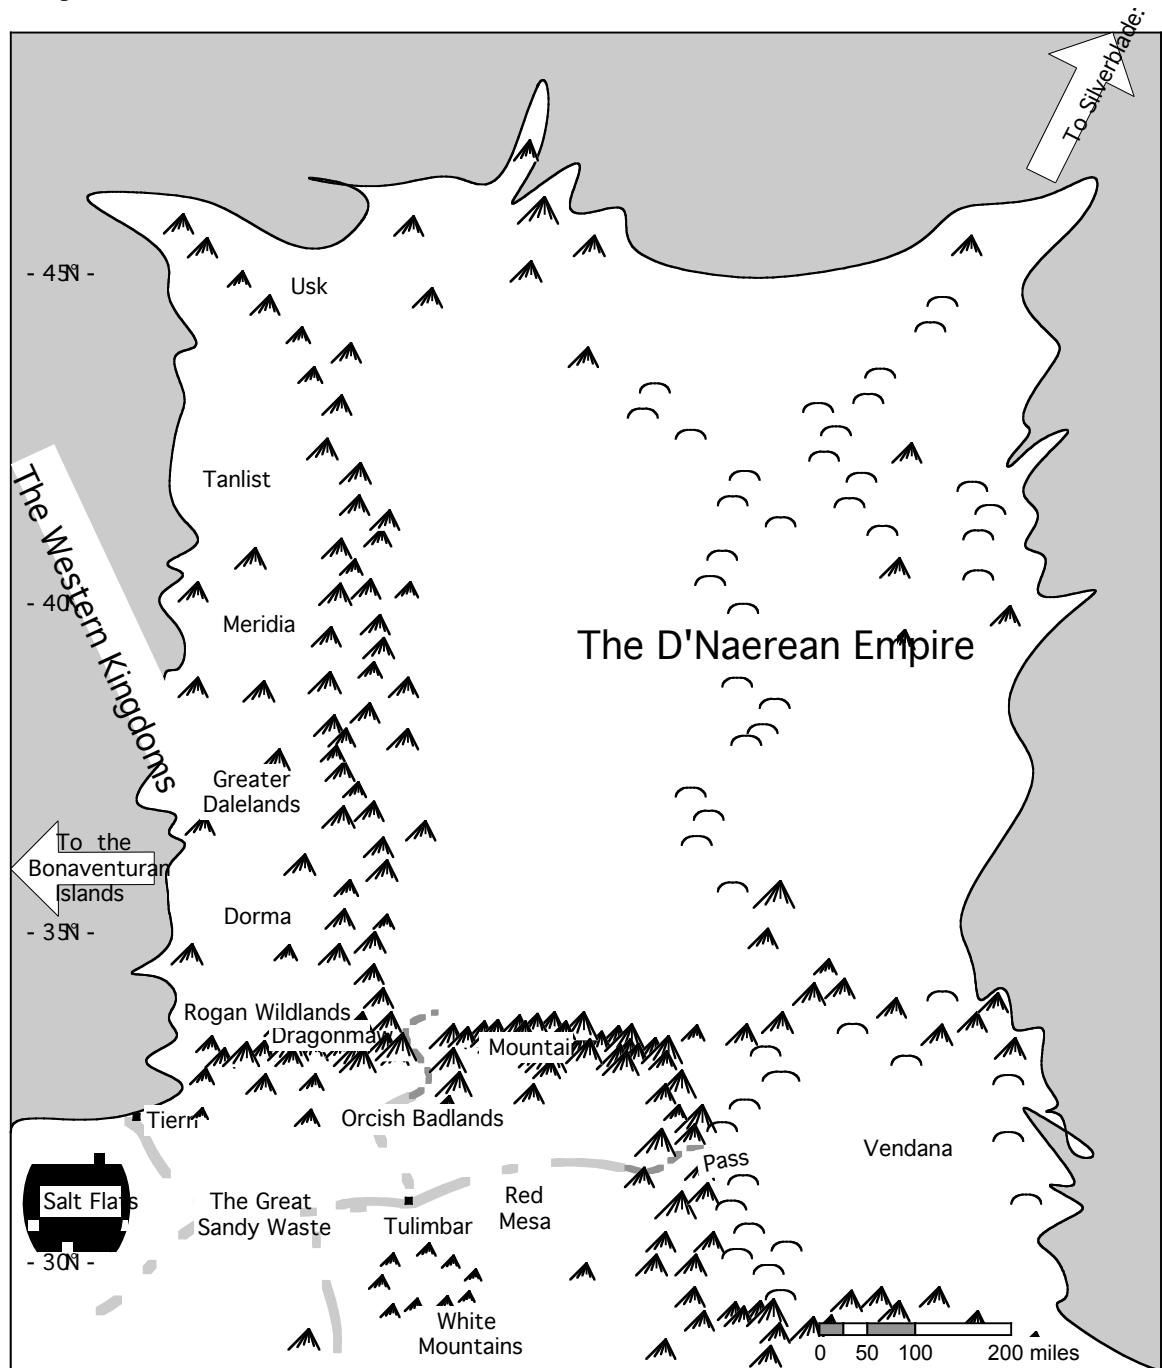 To Silverblade:
- 45°N -
Usk
The Western Kingdoms
Tanlist
- 40
Meridia
The D'Naerean Empire
Greater
Dalelands
To the
Bonaventuran
Islands
Dorma
- 35°N -
Rogan Wildlands
Dragonmaw
Mountain
Tiern
Orcish Badlands
Vendana
Pass
Salt Flats
The Great
Sandy Waste
Red
Mesa
Tulimbar
- 30°N -
White
Mountains
0 50 100 200 miles